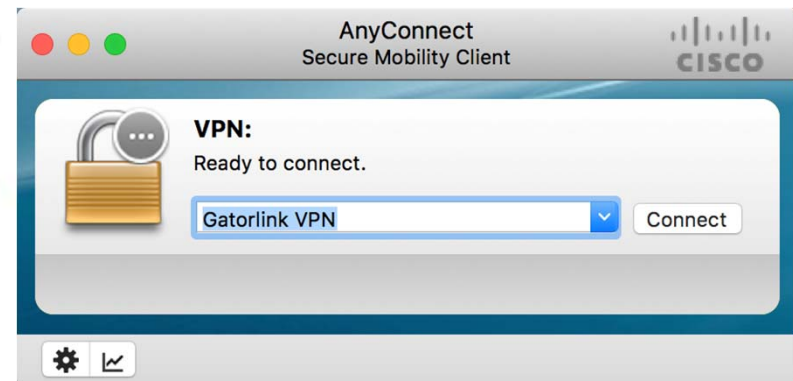 AnyConnect
Secure Mobility Client
CISCO
VPN:
Ready to connect.
Gatorlink VPN
Connect